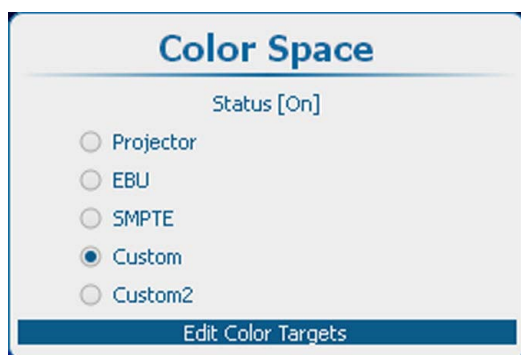 Color Space
Status [On]
Projector
EBU
SMPTE
Custom
Custom2
Edit Color Targets